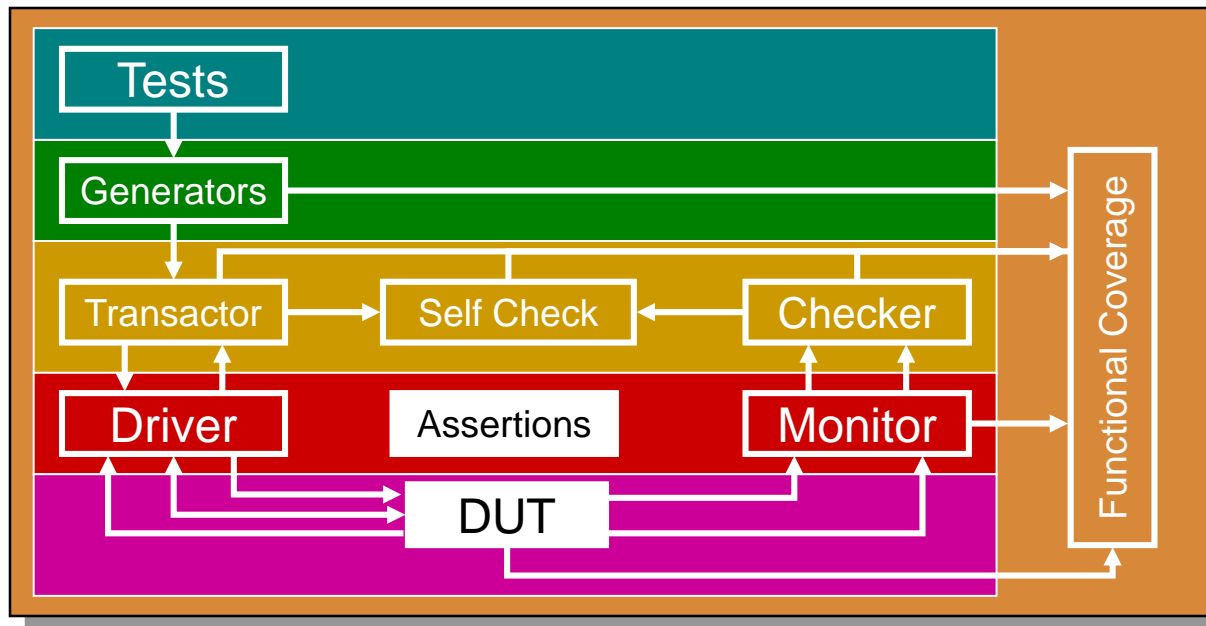 Tests
Generators
Transactor
Self Check
Checker
Driver
Assertions
Monitor
DUT
Functional Coverage